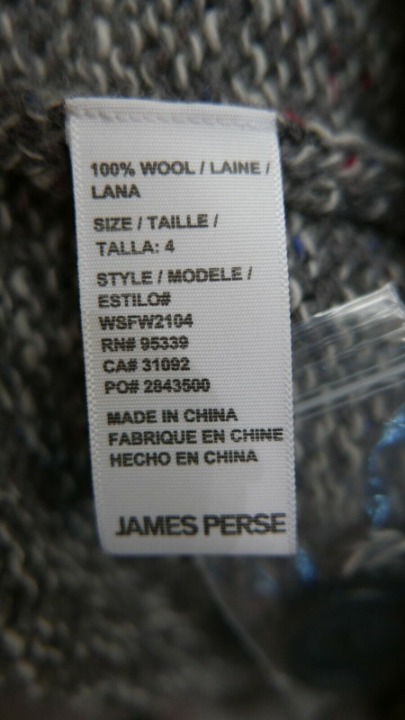 100% WOOL / LAINE /
LANA
SIZE / TAILLE /
TALLA: 4
STYLE / MODELE /
ESTILO#
WSFW2104
RN# 95339
CA# 31092
PO# 2843500
MADE IN CHINA
FABRIQUE EN CHINE
HECHO EN CHINA
JAMES PERSE